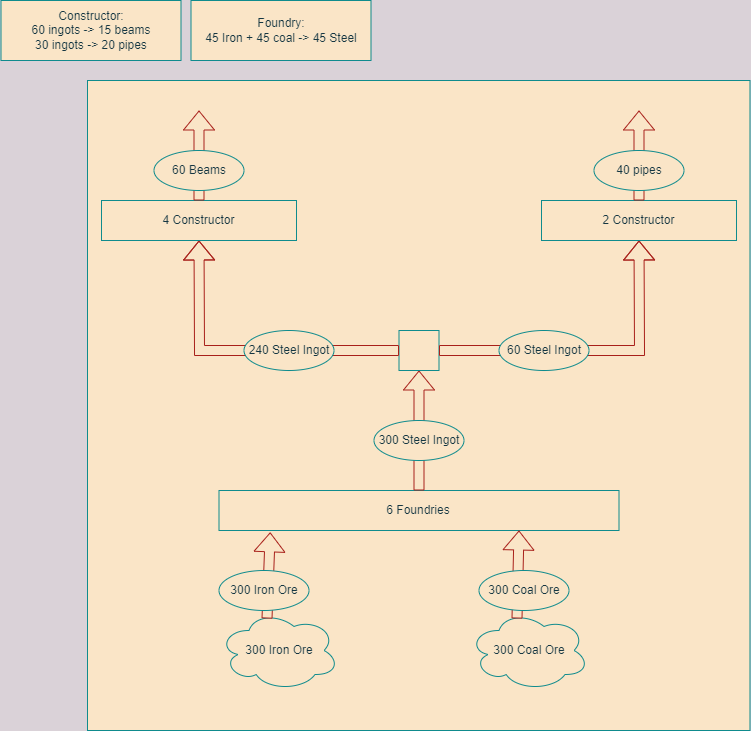 Constructor:
60 ingots -> 15 beams
30 ingots -> 20 pipes
Foundry:
45 Iron + 45 coal -> 45 Steel
60 Beams
40 pipes
4 Constructor
2 Constructor
240 Steel Ingot
60 Steel Ingot
300 Steel Ingot
6 Foundries
300 Iron Ore
300 Coal Ore
300 Iron Ore
300 Coal Ore